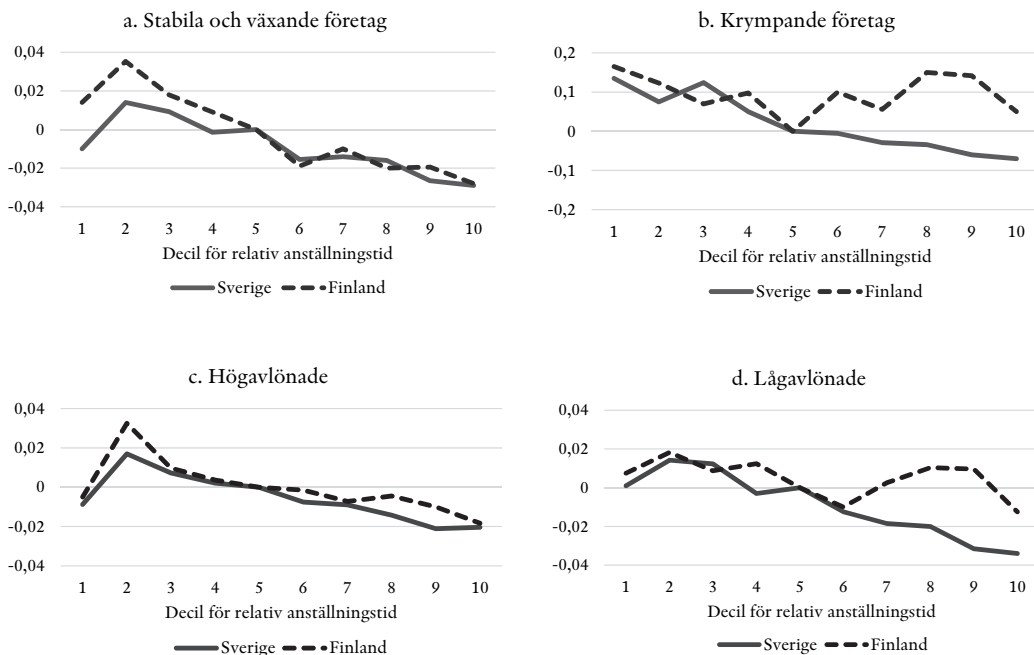 a. Stabila och växande företag
0,04
0,02
0
-0,02
-0,04
1 2 3 4 5 6 7 8 9 10
Decil för relativ anställningstid
Sverige Finland
b. Krympande företag
0,2
0,1
0
-0,1
-0,2
1 2 3 4 5 6 7 8 9 10
Decil för relativ anställningstid
Sverige Finland
c. Högavlönade
0,04
0,02
0
-0,02
-0,04
1 2 3 4 5 6 7 8 9 10
Decil för relativ anställningstid
Sverige Finland
d. Lågavlönade
0,04
0,02
0
-0,02
-0,04
1 2 3 4 5 6 7 8 9 10
Decil för relativ anställningstid
Sverige Finland